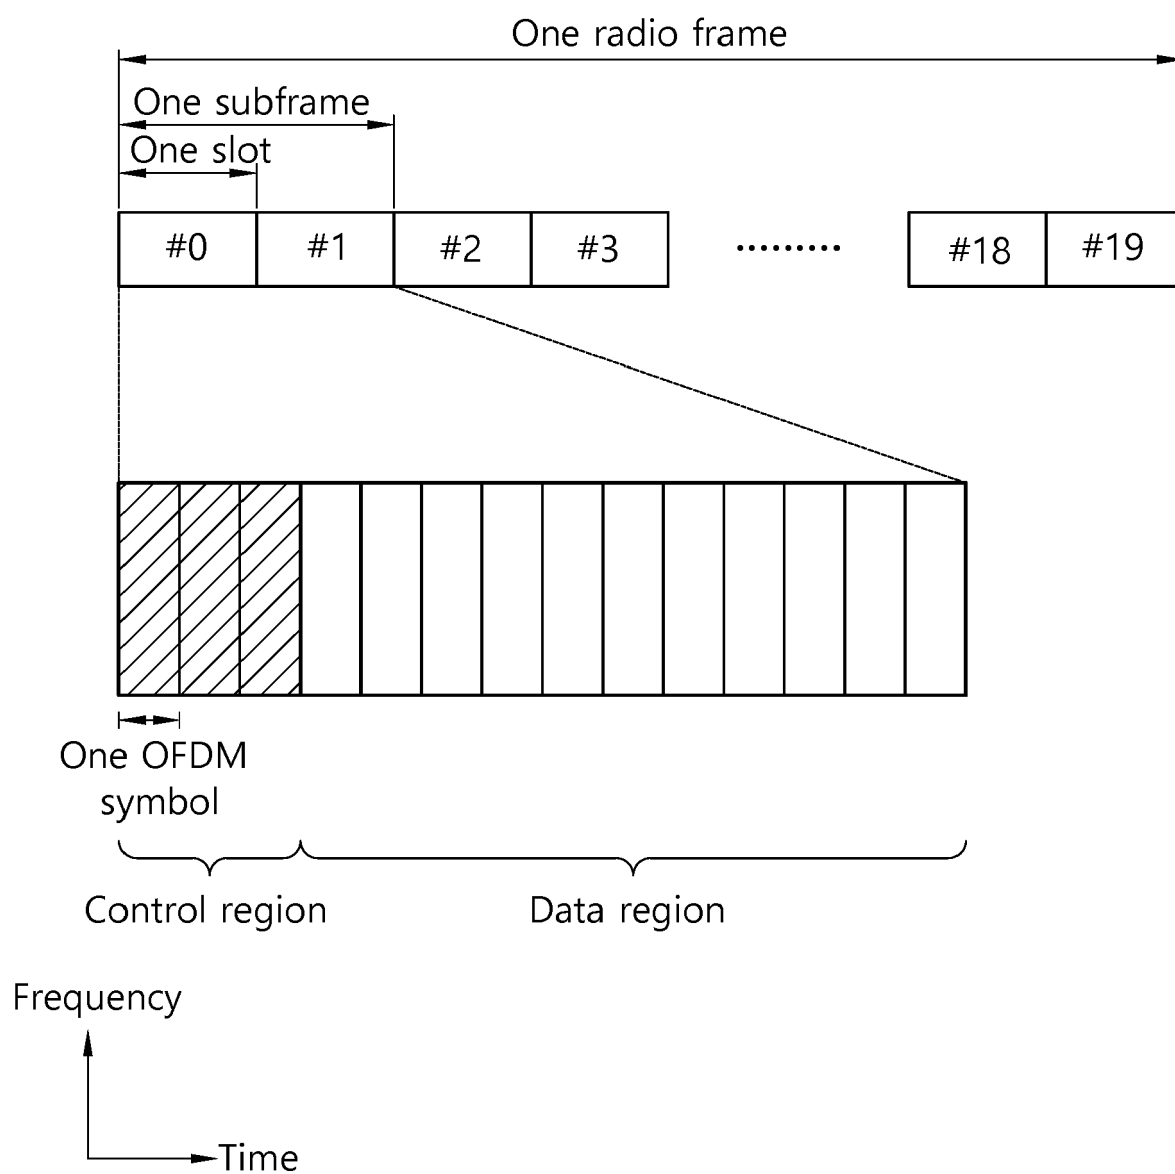 One radio frame
One subframe
One slot
#0 #1 #2 #3 ········· #18 #19
One OFDM
symbol
Control region Data region
Frequency
Time